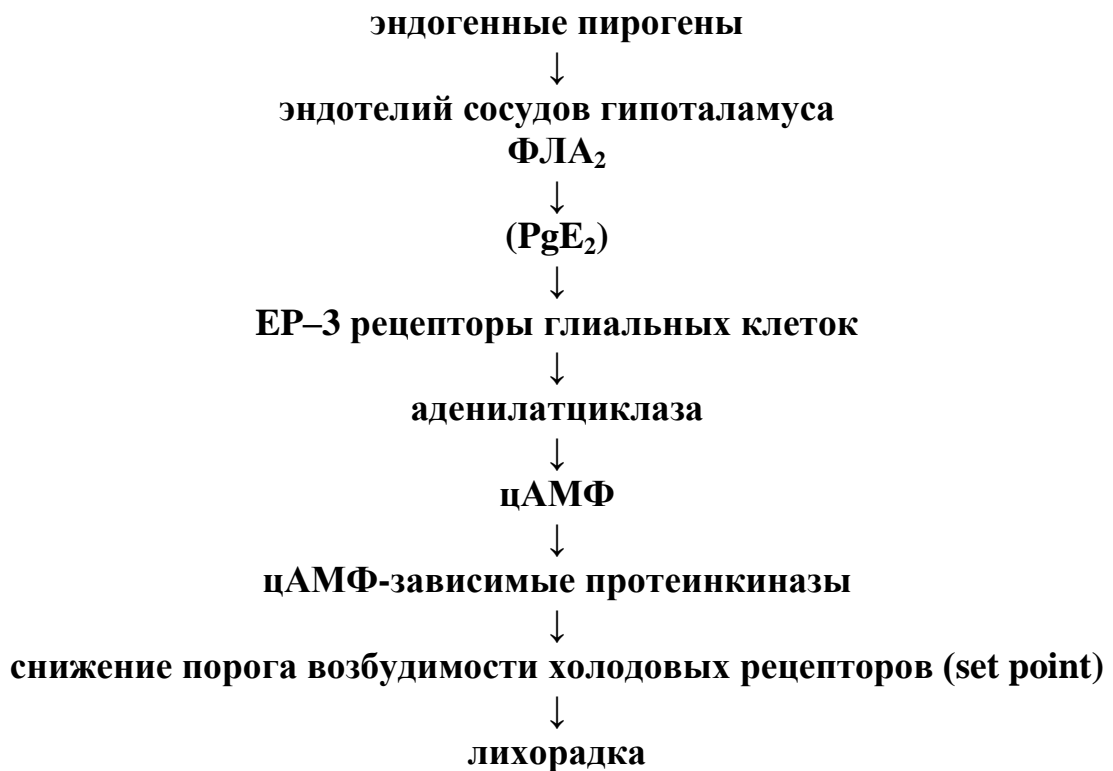 эндогенные пирогены
↓
эндотелий сосудов гипоталамуса
ФЛА₂
↓
(PgE₂)
↓
ЕР–3 рецепторы глиальных клеток
↓
аденилатциклаза
↓
цАМФ
↓
цАМФ-зависимые протеинкиназы
↓
снижение порога возбудимости холодовых рецепторов (set point)
↓
лихорадка